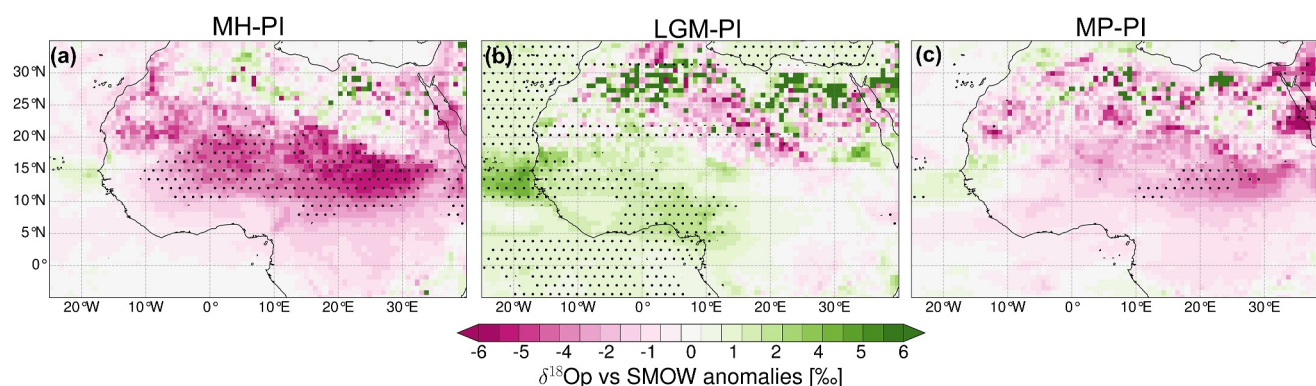 MH-PI LGM-PI MP-PI
(a) (b) (c)
30°N
25°N
20°N
15°N
10°N
5°N
0°
20°W 10°W 0° 10°E 20°E 30°E 20°W 10°W 0° 10°E 20°E 30°E 20°W 10°W 0° 10°E 20°E 30°E
-6 -5 -4 -2 -1 0 1 2 4 5 6
δ¹⁸Op vs SMOW anomalies [‰]